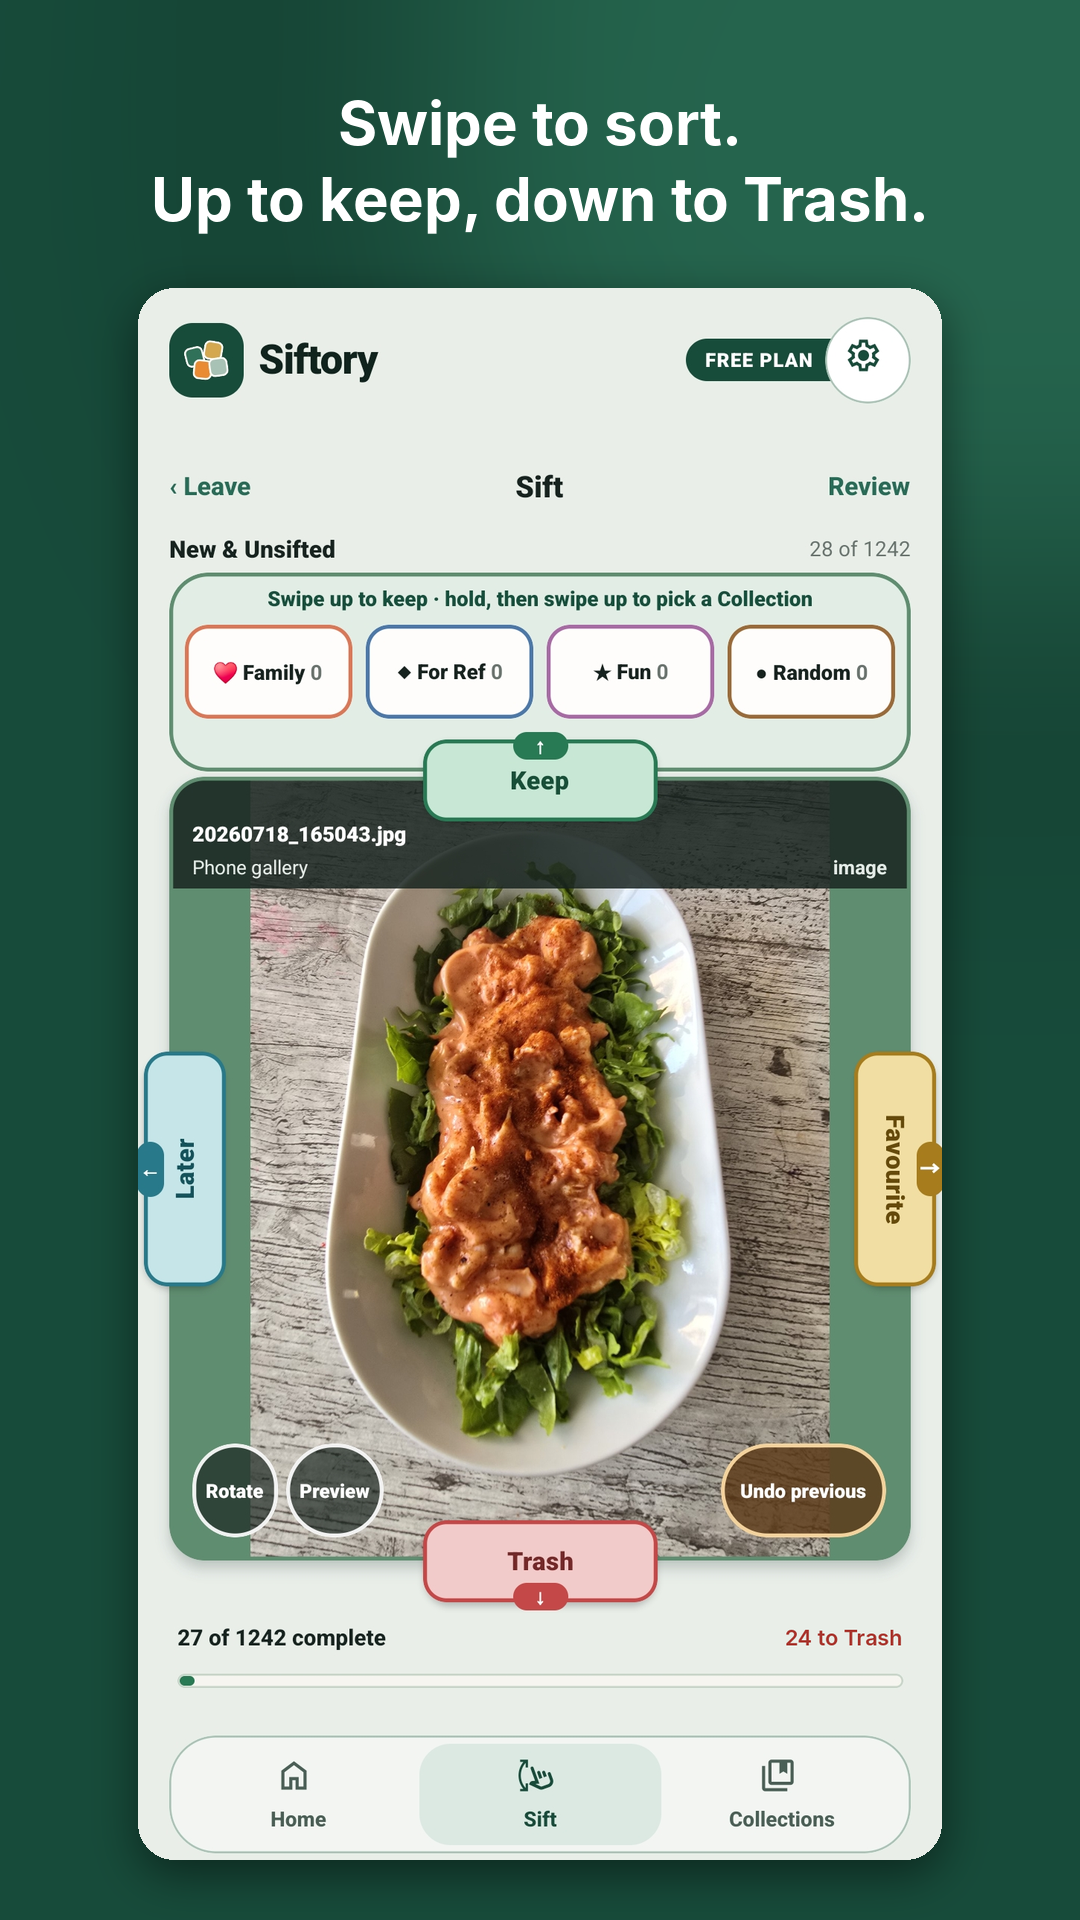 Swipe to sort.
Up to keep, down to Trash.
Siftory
FREE PLAN
‹ Leave
Sift
Review
New & Unsifted
28 of 1242
Swipe up to keep · hold, then swipe up to pick a Collection
❤️ Family 0
◆ For Ref 0
★ Fun 0
● Random 0
↑
Keep
20260718_165043.jpg
Phone gallery
image
← Later
Favourite →
Rotate
Preview
Undo previous
Trash
↓
27 of 1242 complete
24 to Trash
Home
Sift
Collections